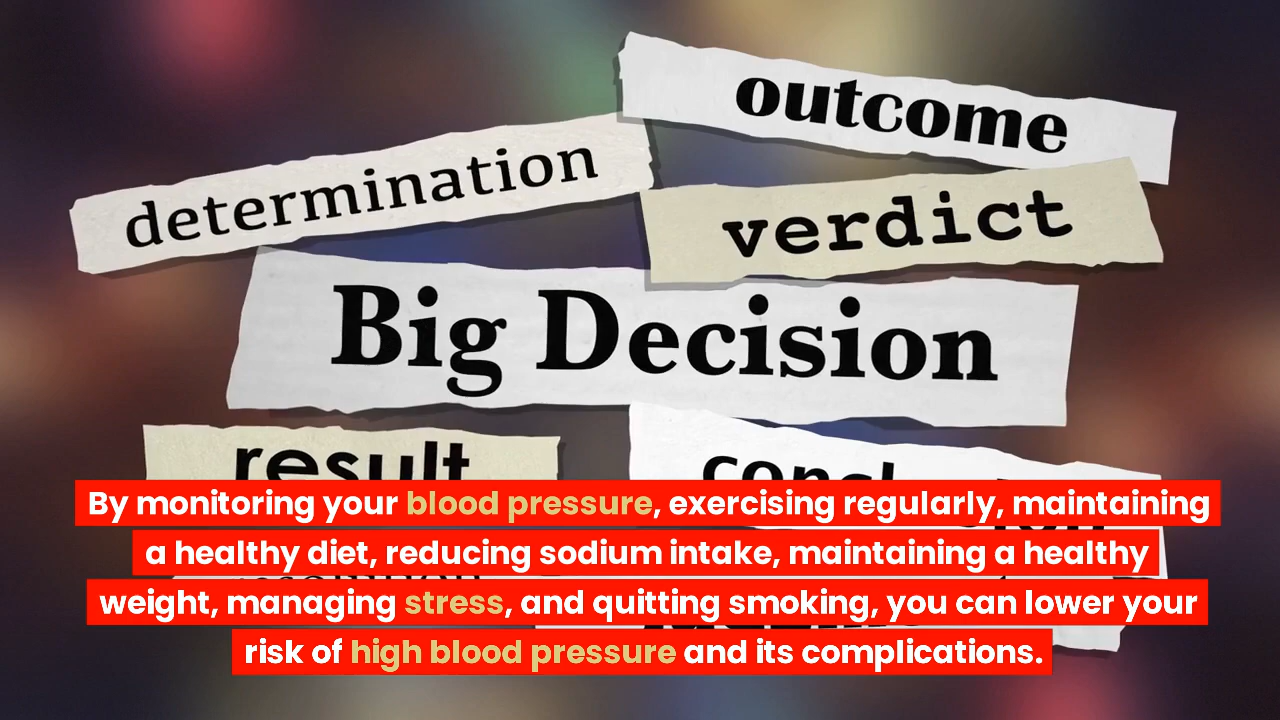 outcome
determination
verdict
Big Decision
result
By monitoring your blood pressure, exercising regularly, maintaining
a healthy diet, reducing sodium intake, maintaining a healthy
weight, managing stress, and quitting smoking, you can lower your
risk of high blood pressure and its complications.